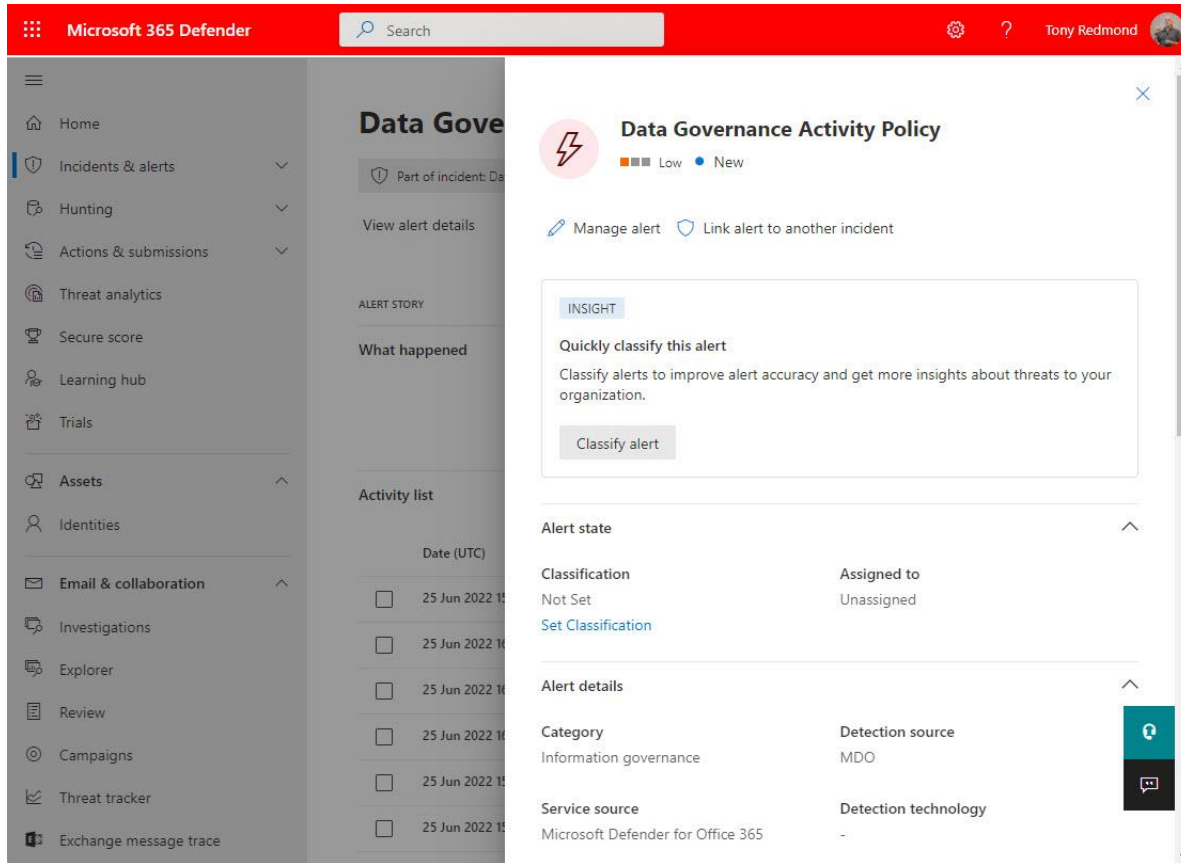 Microsoft 365 Defender
Search
Tony Redmond
Home
Incidents & alerts
Hunting
Actions & submissions
Threat analytics
Secure score
Learning hub
Trials
Assets
Identities
Email & collaboration
Investigations
Explorer
Review
Campaigns
Threat tracker
Exchange message trace
Data Gove
Part of incident: Da
View alert details
ALERT STORY
What happened
Activity list
Date (UTC)
25 Jun 2022 15
25 Jun 2022 16
25 Jun 2022 16
25 Jun 2022 16
25 Jun 2022 15
25 Jun 2022 15
Data Governance Activity Policy
Low New
Manage alert Link alert to another incident
INSIGHT
Quickly classify this alert
Classify alerts to improve alert accuracy and get more insights about threats to your
organization.
Classify alert
Alert state
Classification
Not Set
Set Classification
Assigned to
Unassigned
Alert details
Category
Information governance
Detection source
MDO
Service source
Microsoft Defender for Office 365
Detection technology
-